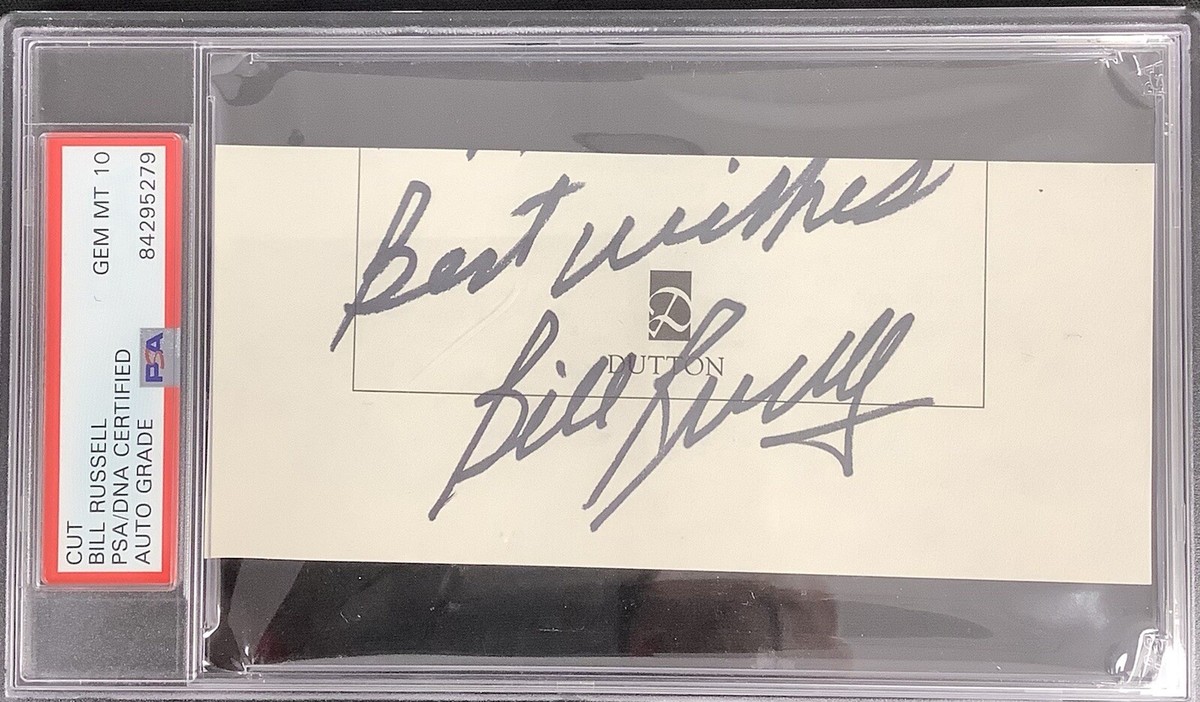 CUT
BILL RUSSELL
PSA/DNA CERTIFIED
AUTO GRADE
GEM MT 10
84295279
PSA
Best wishes
D
DUTTON
Bill Russell